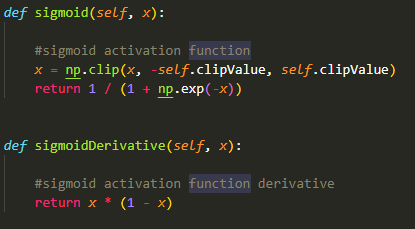 def sigmoid(self, x):
#sigmoid activation function
x = np.clip(x, -self.clipValue, self.clipValue)
return 1 / (1 + np.exp(-x))
def sigmoidDerivative(self, x):
#sigmoid activation function derivative
return x * (1 - x)